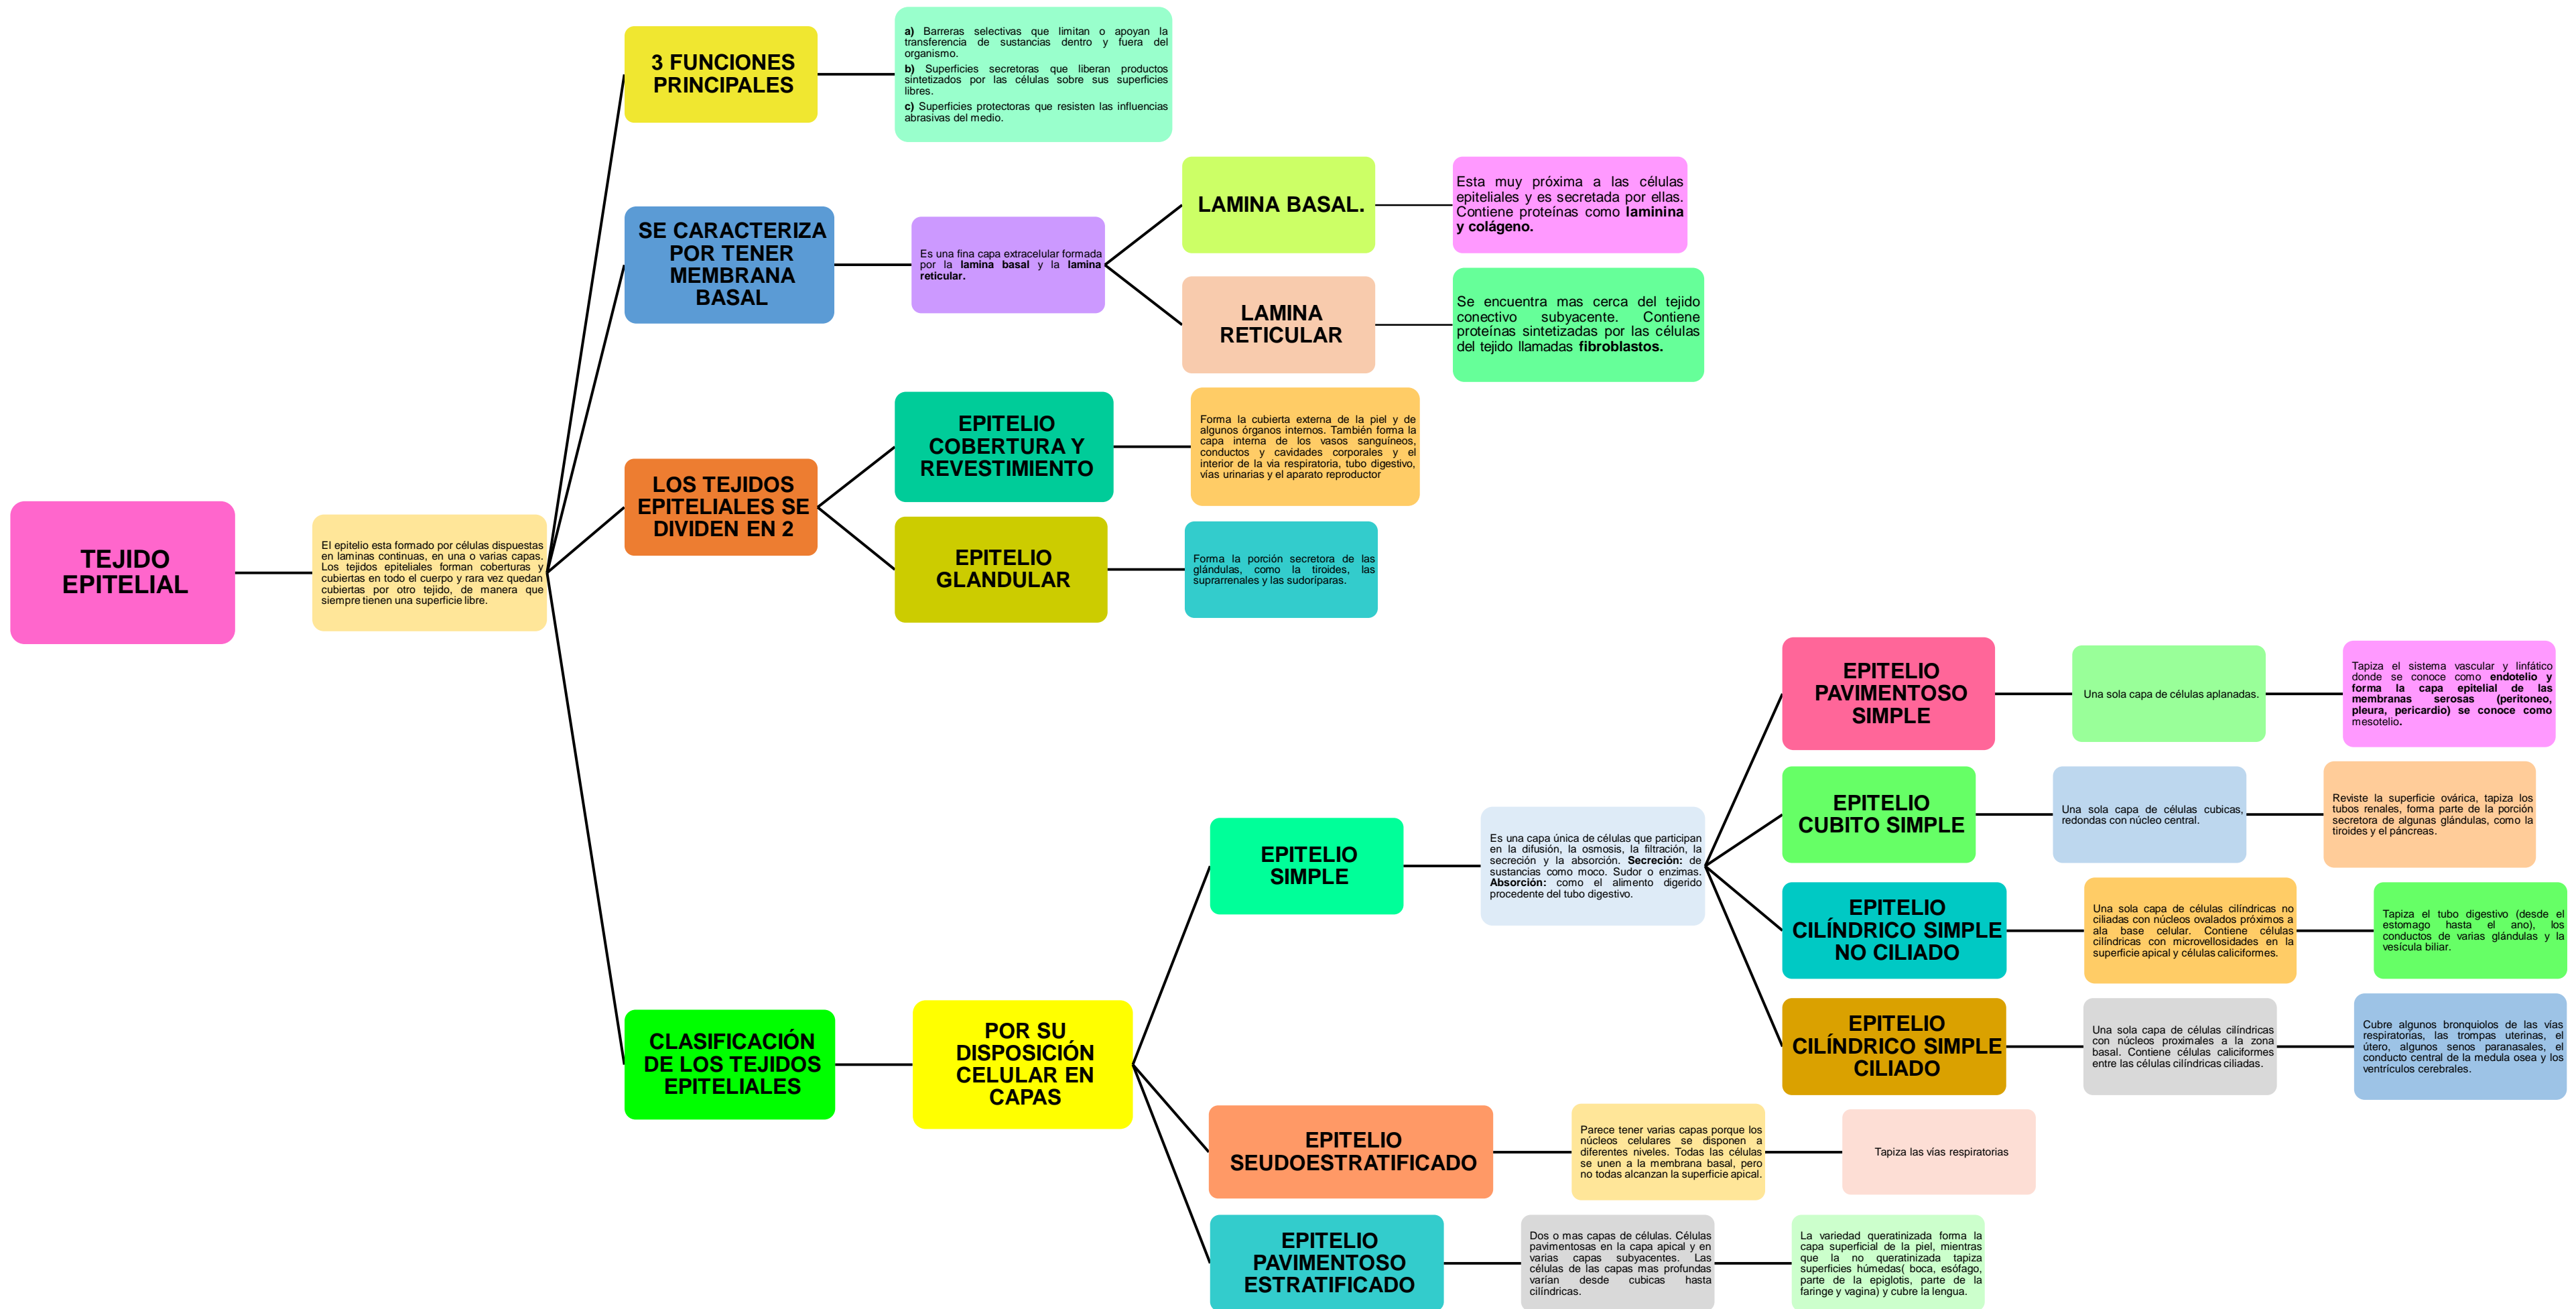 TEJIDO
EPITELIAL
El epitelio esta formado por células dispuestas
en laminas continuas, en una o varias capas.
Los tejidos epiteliales forman coberturas y
cubiertas en todo el cuerpo y rara vez quedan
cubiertas por otro tejido, de manera que
siempre tienen una superficie libre.
3 FUNCIONES
PRINCIPALES
a) Barreras selectivas que limitan o apoyan la
transferencia de sustancias dentro y fuera del
organismo.
b) Superficies secretoras que liberan productos
sintetizados por las células sobre sus superficies
libres.
c) Superficies protectoras que resisten las influencias
abrasivas del medio.
SE CARACTERIZA
POR TENER
MEMBRANA
BASAL
Es una fina capa extracelular formada
por la lamina basal y la lamina
reticular.
LAMINA BASAL.
Esta muy próxima a las células
epiteliales y es secretada por ellas.
Contiene proteínas como laminina
y colágeno.
LAMINA
RETICULAR
Se encuentra mas cerca del tejido
conectivo subyacente. Contiene
proteínas sintetizadas por las células
del tejido llamadas fibroblastos.
LOS TEJIDOS
EPITELIALES SE
DIVIDEN EN 2
EPITELIO
COBERTURA Y
REVESTIMIENTO
Forma la cubierta externa de la piel y de
algunos órganos internos. También forma la
capa interna de los vasos sanguíneos,
conductos y cavidades corporales y el
interior de la via respiratoria, tubo digestivo,
vías urinarias y el aparato reproductor
EPITELIO
GLANDULAR
Forma la porción secretora de las
glándulas, como la tiroides, las
suprarrenales y las sudoríparas.
CLASIFICACIÓN
DE LOS TEJIDOS
EPITELIALES
POR SU
DISPOSICIÓN
CELULAR EN
CAPAS
EPITELIO
SIMPLE
Es una capa única de células que participan
en la difusión, la osmosis, la filtración, la
secreción y la absorción. Secreción: de
sustancias como moco. Sudor o enzimas.
Absorción: como el alimento digerido
procedente del tubo digestivo.
EPITELIO
PAVIMENTOSO
SIMPLE
Una sola capa de células aplanadas.
Tapiza el sistema vascular y linfático
donde se conoce como endotelio y
forma la capa epitelial de las
membranas serosas (peritoneo,
pleura, pericardio) se conoce como
mesotelio.
EPITELIO
CUBITO SIMPLE
Una sola capa de células cubicas,
redondas con núcleo central.
Reviste la superficie ovárica, tapiza los
tubos renales, forma parte de la porción
secretora de algunas glándulas, como la
tiroides y el páncreas.
EPITELIO
CILÍNDRICO SIMPLE
NO CILIADO
Una sola capa de células cilíndricas no
ciliadas con núcleos ovalados próximos a
ala base celular. Contiene células
cilíndricas con microvellosidades en la
superficie apical y células caliciformes.
Tapiza el tubo digestivo (desde el
estomago hasta el ano), los
conductos de varias glándulas y la
vesícula biliar.
EPITELIO
CILÍNDRICO SIMPLE
CILIADO
Una sola capa de células cilíndricas
con núcleos proximales a la zona
basal. Contiene células caliciformes
entre las células cilíndricas ciliadas.
Cubre algunos bronquiolos de las vías
respiratorias, las trompas uterinas, el
útero, algunos senos paranasales, el
conducto central de la medula osea y los
ventrículos cerebrales.
EPITELIO
SEUDOESTRATIFICADO
Parece tener varias capas porque los
núcleos celulares se disponen a
diferentes niveles. Todas las células
se unen a la membrana basal, pero
no todas alcanzan la superficie apical.
Tapiza las vías respiratorias
EPITELIO
PAVIMENTOSO
ESTRATIFICADO
Dos o mas capas de células. Células
pavimentosas en la capa apical y en
varias capas subyacentes. Las
células de las capas mas profundas
varían desde cubicas hasta
cilíndricas.
La variedad queratinizada forma la
capa superficial de la piel, mientras
que la no queratinizada tapiza
superficies húmedas( boca, esófago,
parte de la epiglotis, parte de la
faringe y vagina) y cubre la lengua.